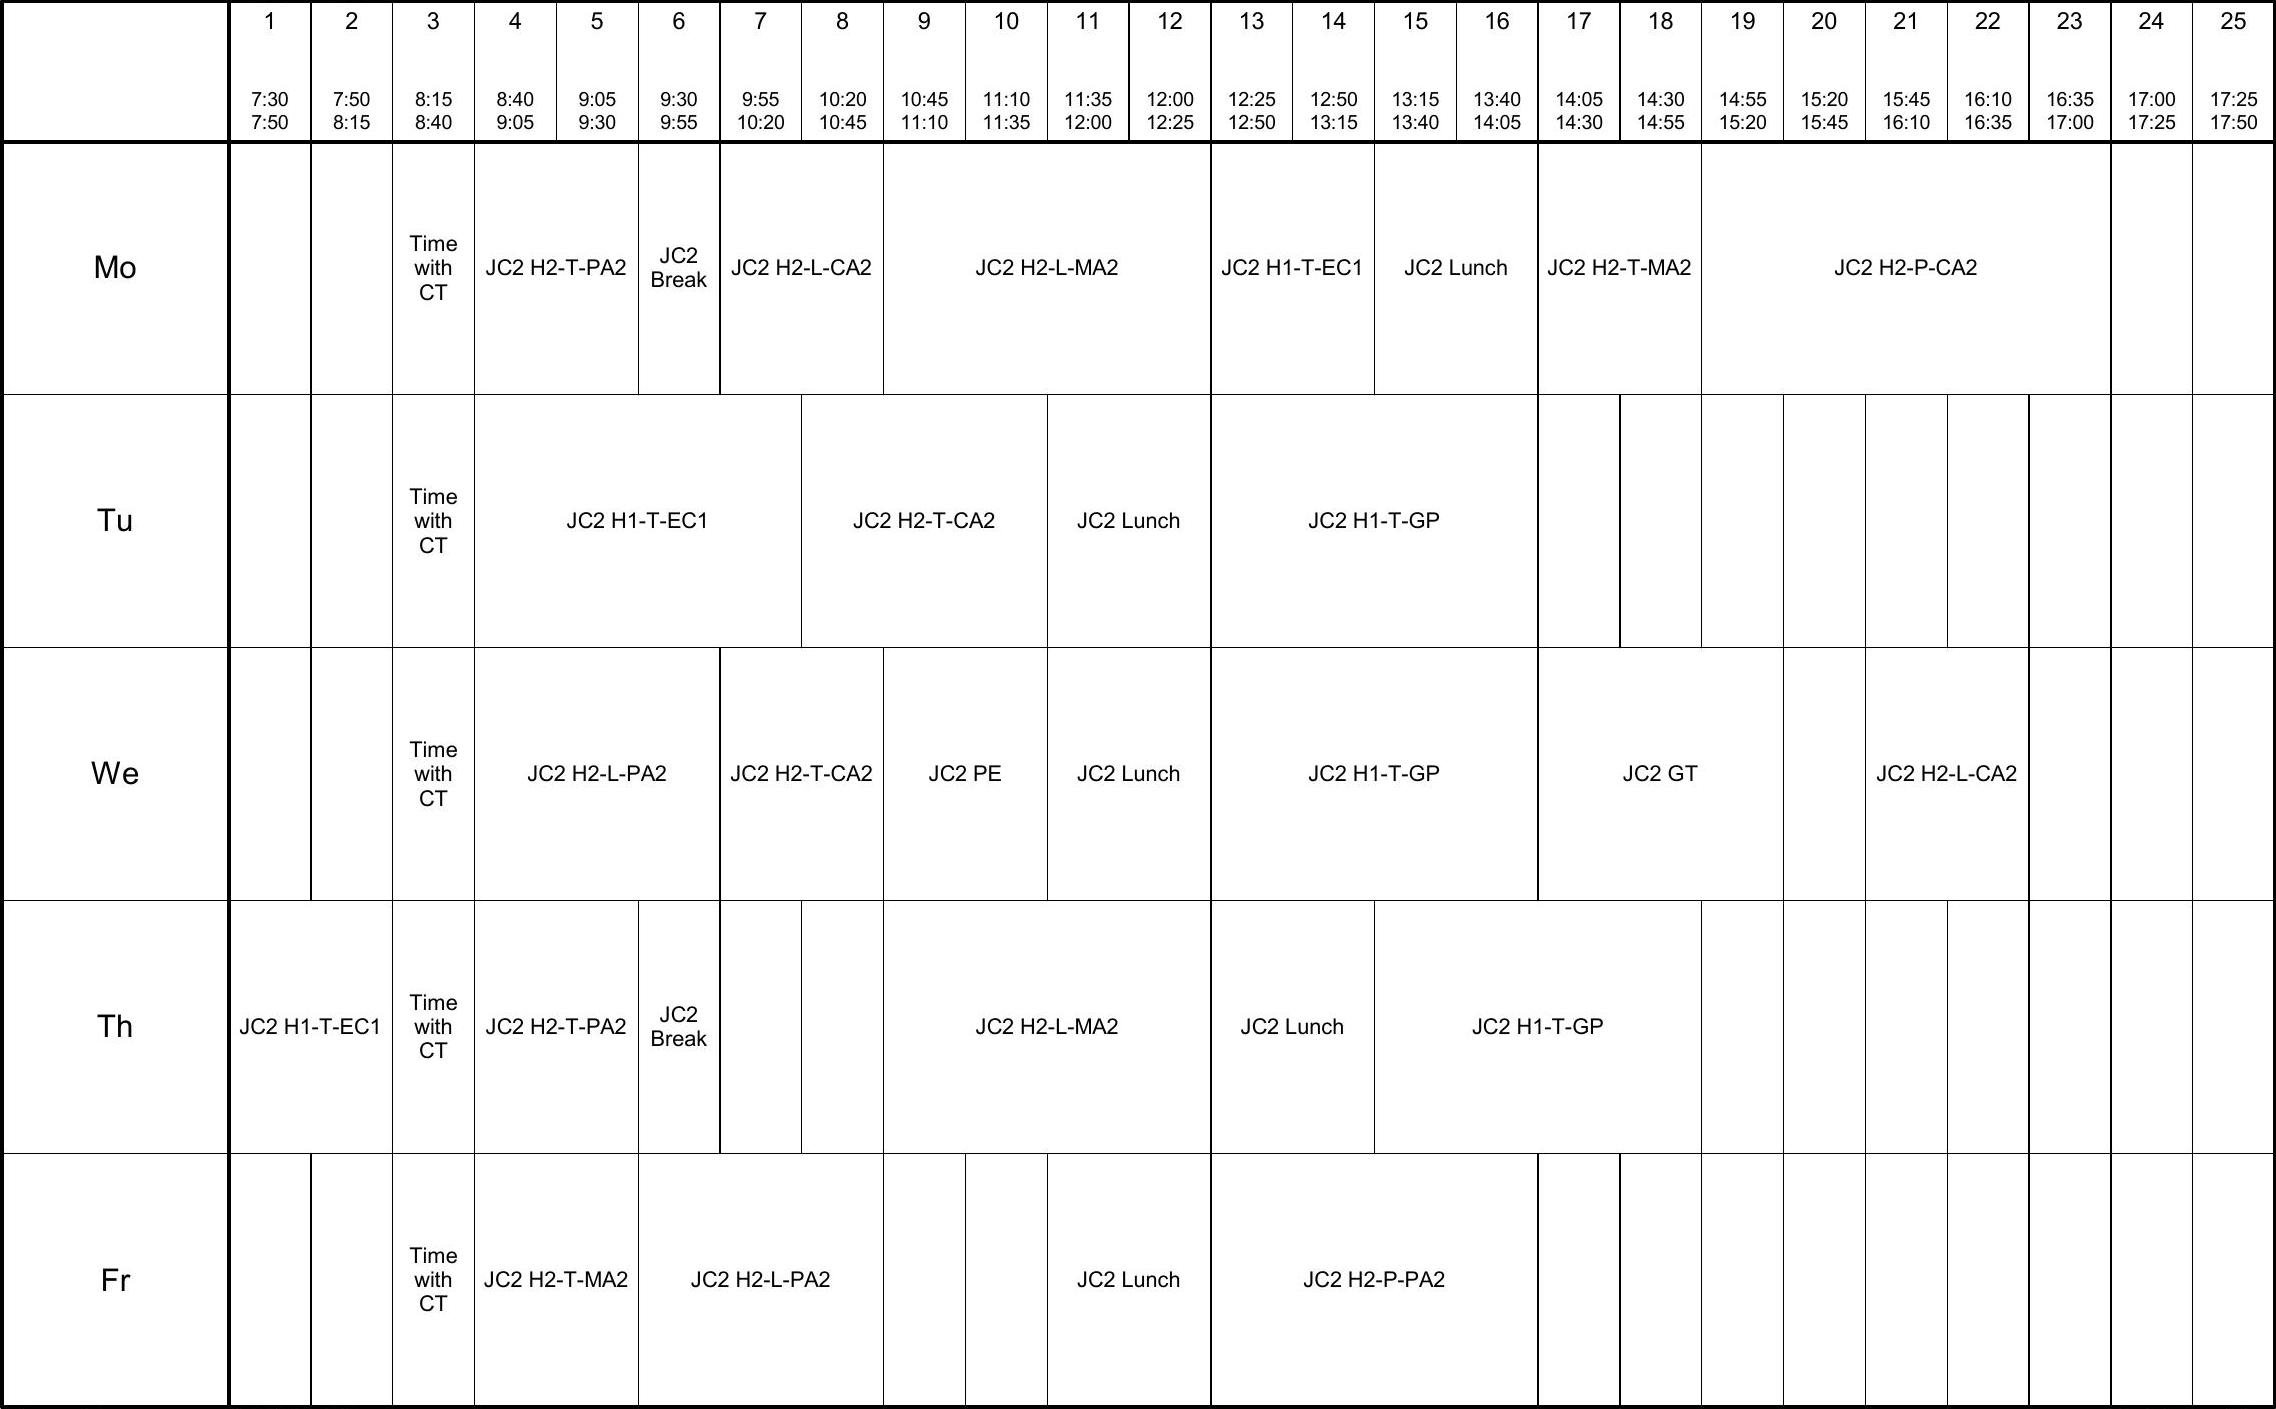 1 2 3 4 5 6 7 8 9 10 11 12 13 14 15 16 17 18 19 20 21 22 23 24 25
7:30 7:50 8:15 8:40 9:05 9:30 9:55 10:20 10:45 11:10 11:35 12:00 12:25 12:50 13:15 13:40 14:05 14:30 14:55 15:20 15:45 16:10 16:35 17:00 17:25
7:50 8:15 8:40 9:05 9:30 9:55 10:20 10:45 11:10 11:35 12:00 12:25 12:50 13:15 13:40 14:05 14:30 14:55 15:20 15:45 16:10 16:35 17:00 17:25 17:50
Mo
Time
with
CT
JC2 H2-T-PA2
JC2
Break
JC2 H2-L-CA2
JC2 H2-L-MA2
JC2 H1-T-EC1
JC2 Lunch
JC2 H2-T-MA2
JC2 H2-P-CA2
Tu
Time
with
CT
JC2 H1-T-EC1
JC2 H2-T-CA2
JC2 Lunch
JC2 H1-T-GP
We
Time
with
CT
JC2 H2-L-PA2
JC2 H2-T-CA2
JC2 PE
JC2 Lunch
JC2 H1-T-GP
JC2 GT
JC2 H2-L-CA2
Th
JC2 H1-T-EC1
Time
with
CT
JC2 H2-T-PA2
JC2
Break
JC2 H2-L-MA2
JC2 Lunch
JC2 H1-T-GP
Fr
Time
with
CT
JC2 H2-T-MA2
JC2 H2-L-PA2
JC2 Lunch
JC2 H2-P-PA2